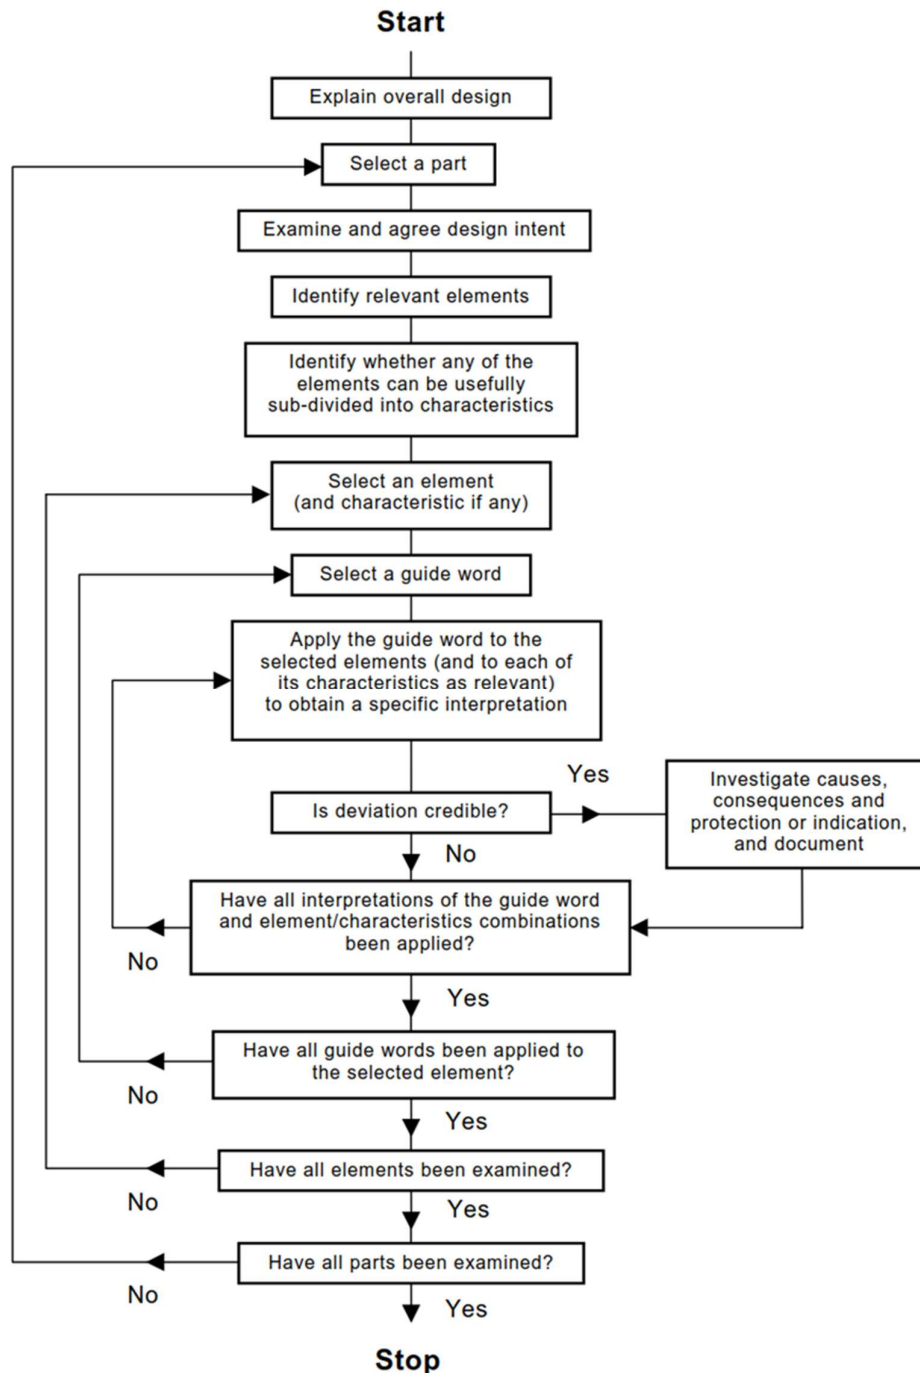 Start
Explain overall design
Select a part
Examine and agree design intent
Identify relevant elements
Identify whether any of the
elements can be usefully
sub-divided into characteristics
Select an element
(and characteristic if any)
Select a guide word
Apply the guide word to the
selected elements (and to each of
its characteristics as relevant)
to obtain a specific interpretation
Is deviation credible?
Yes
Investigate causes,
consequences and
protection or indication,
and document
No
Have all interpretations of the guide word
and element/characteristics combinations
been applied?
No
Yes
Have all guide words been applied to
the selected element?
No
Yes
Have all elements been examined?
No
Yes
Have all parts been examined?
No
Yes
Stop